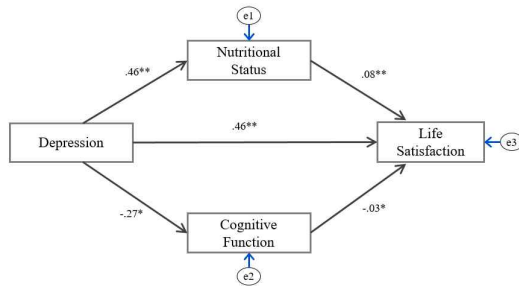 e1
Nutritional
Status
.46**
.08**
Depression
.46**
Life
Satisfaction
e3
-.27*
-.03*
Cognitive
Function
e2